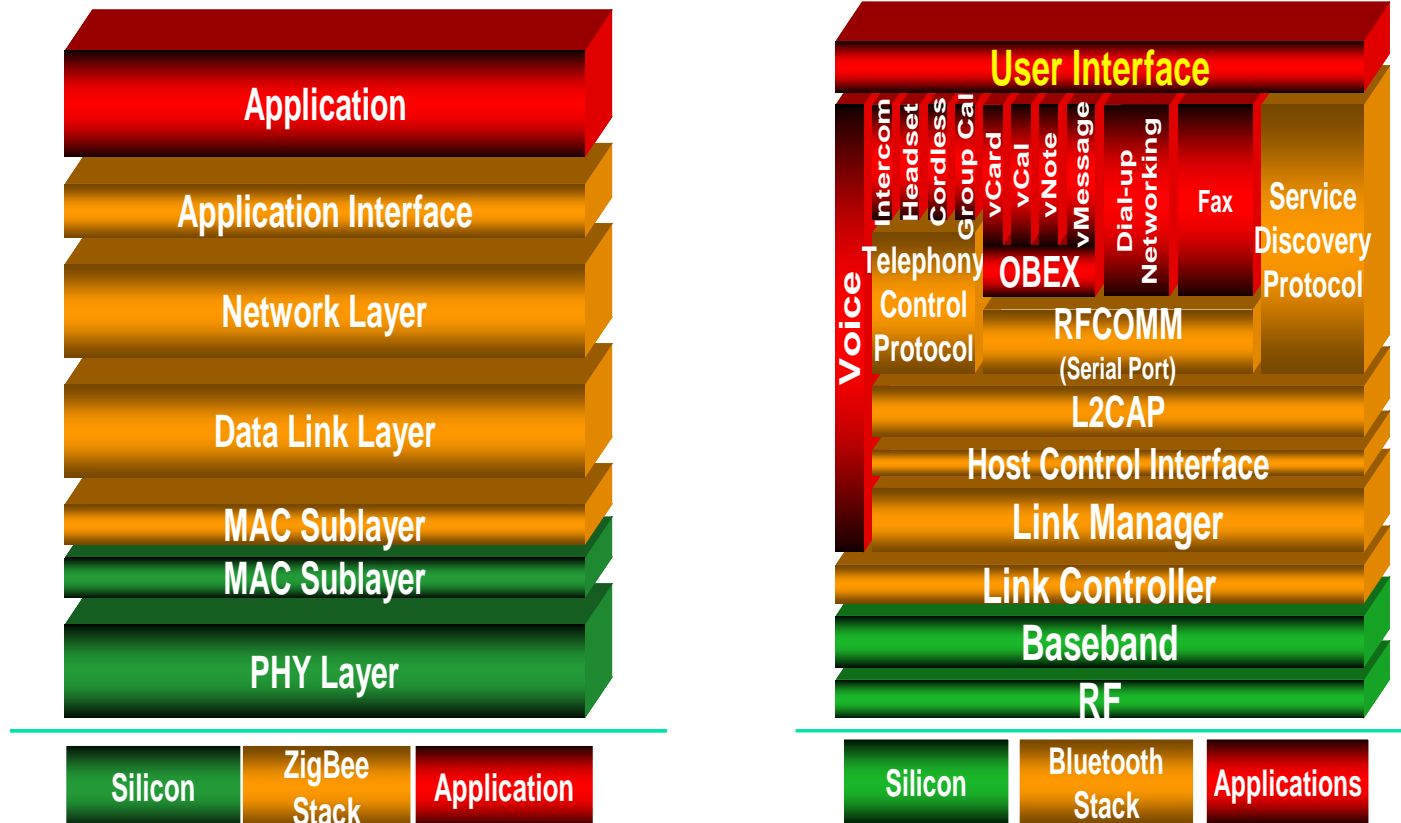 Application
Application Interface
Network Layer
Data Link Layer
MAC Sublayer
MAC Sublayer
PHY Layer
Silicon
ZigBee
Stack
Application
User Interface
Voice
Intercom
Headset
Cordless
Group Cal
vCard
vCal
vNote
vMessage
Dial-up
Networking
Fax
Service
Discovery
Protocol
Telephony
Control
Protocol
OBEX
RFCOMM
(Serial Port)
L2CAP
Host Control Interface
Link Manager
Link Controller
Baseband
RF
Silicon
Bluetooth
Stack
Applications